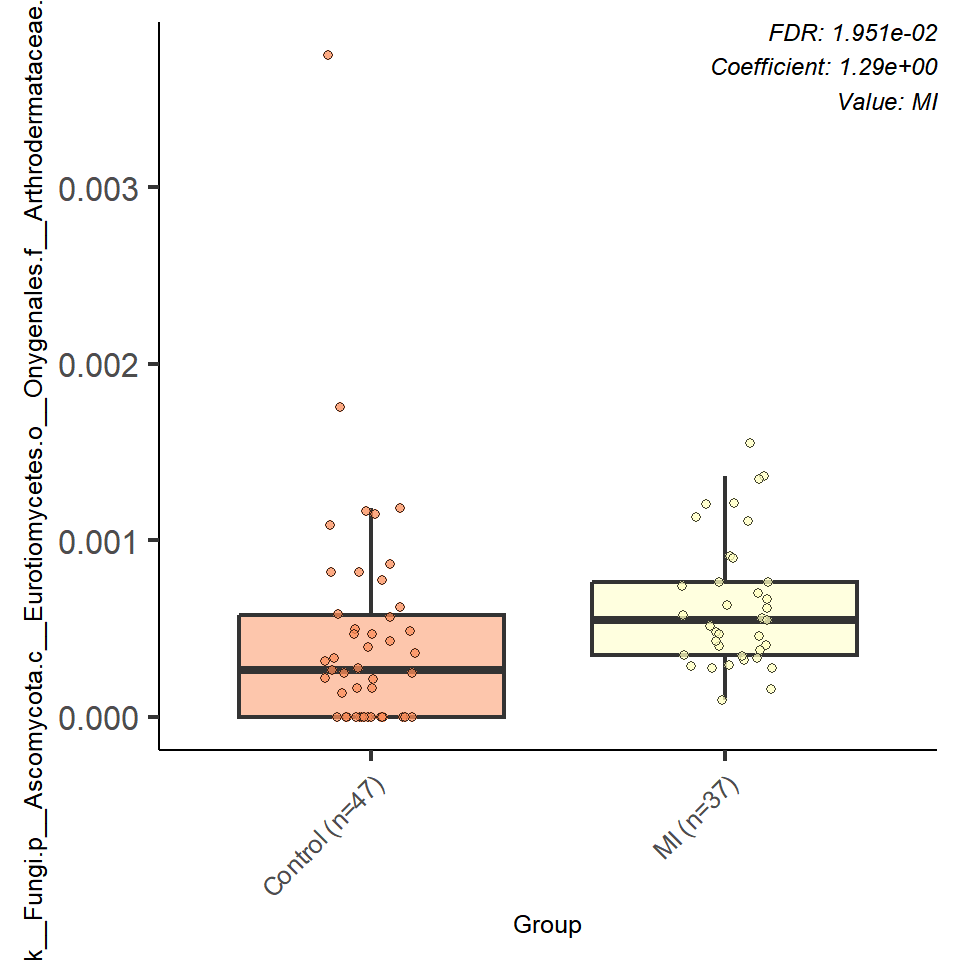 FDR: 1.951e-02
Coefficient: 1.29e+00
Value: MI
k__Fungi.p__Ascomycota.c__Eurotiomycetes.o__Onygenales.f__Arthrodermataceae.
0.003
0.002
0.001
0.000
Control (n=47)
MI (n=37)
Group